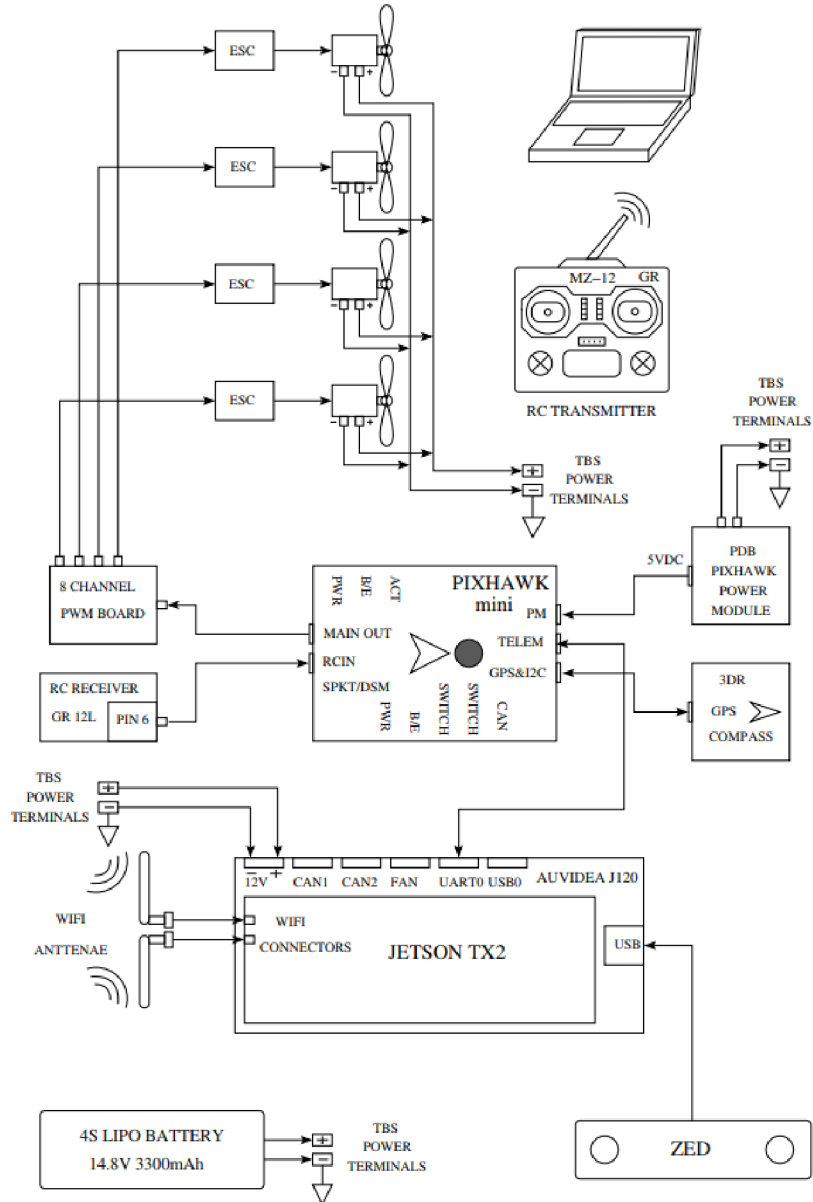 ESC
- +
ESC
- +
ESC
- +
ESC
- +
MZ-12 GR
RC TRANSMITTER
TBS
POWER
TERMINALS
+
-
TBS
POWER
TERMINALS
+
-
8 CHANNEL
PWM BOARD
PWR
B/E
ACT
PIXHAWK
mini
PM
MAIN OUT
TELEM
RCIN
GPS&I2C
SPKT/DSM
PWR
B/E
SWITCH
SWITCH
CAN
5VDC
PDB
PIXHAWK
POWER
MODULE
RC RECEIVER
GR 12L
PIN 6
3DR
GPS
COMPASS
TBS
POWER
TERMINALS
+
-
- +
12V
CAN1
CAN2
FAN
UART0
USB0
AUVIDEA J120
WIFI
ANTTENAE
WIFI
CONNECTORS
JETSON TX2
USB
4S LIPO BATTERY
14.8V 3300mAh
+
-
TBS
POWER
TERMINALS
ZED